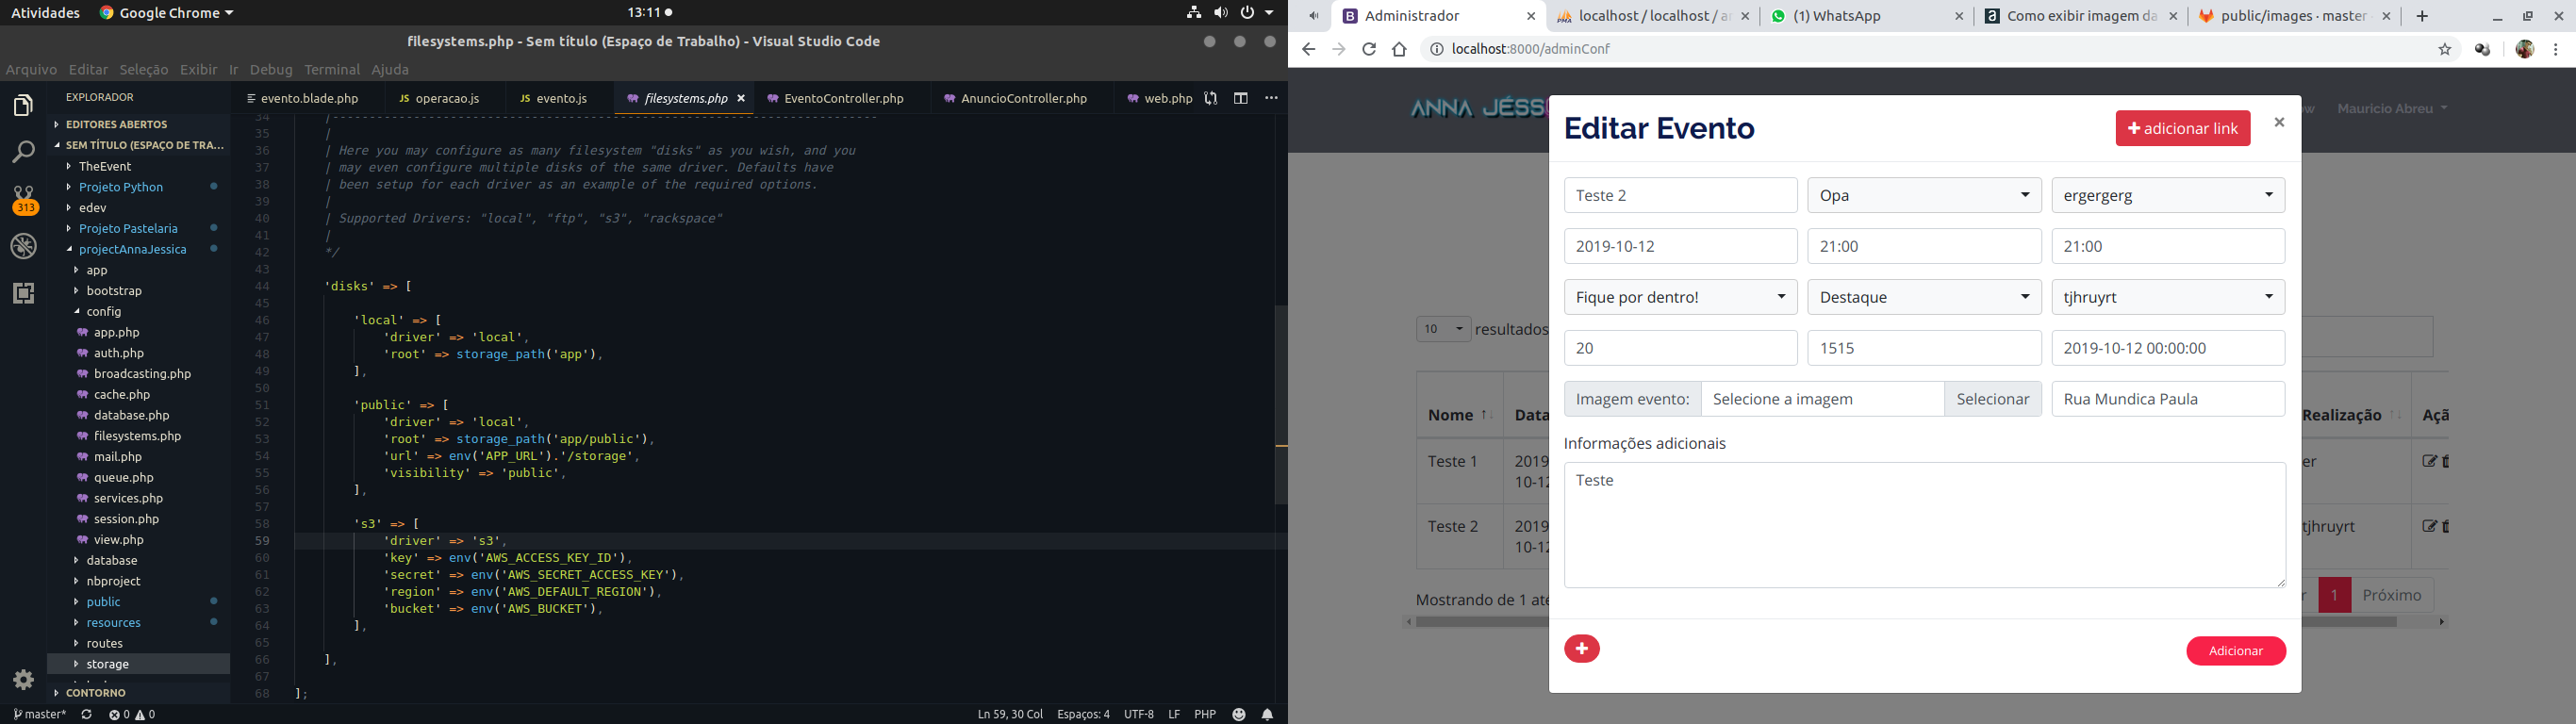 Atividades Google Chrome 13:11
filesystems.php - Sem título (Espaço de Trabalho) - Visual Studio Code
Arquivo Editar Seleção Exibir Ir Debug Terminal Ajuda
EXPLORADOR
EDITORES ABERTOS
SEM TÍTULO (ESPAÇO DE TRA...
TheEvent
Projeto Python
edev
313
Projeto Pastelaria
projectAnnaJessica
app
bootstrap
config
app.php
auth.php
broadcasting.php
cache.php
database.php
filesystems.php
mail.php
queue.php
services.php
session.php
view.php
database
nbproject
public
resources
routes
storage
CONTORNO
evento.blade.php operacao.js evento.js filesystems.php EventoController.php AnuncioController.php web.php
34 |--------------------------------------------------------------------------
35 |
36 | Here you may configure as many filesystem "disks" as you wish, and you
37 | may even configure multiple disks of the same driver. Defaults have
38 | been setup for each driver as an example of the required options.
39 |
40 | Supported Drivers: "local", "ftp", "s3", "rackspace"
41 |
42 */
43
44 'disks' => [
45
46 'local' => [
47 'driver' => 'local',
48 'root' => storage_path('app'),
49 ],
50
51 'public' => [
52 'driver' => 'local',
53 'root' => storage_path('app/public'),
54 'url' => env('APP_URL').'/storage',
55 'visibility' => 'public',
56 ],
57
58 's3' => [
59 'driver' => 's3',
60 'key' => env('AWS_ACCESS_KEY_ID'),
61 'secret' => env('AWS_SECRET_ACCESS_KEY'),
62 'region' => env('AWS_DEFAULT_REGION'),
63 'bucket' => env('AWS_BUCKET'),
64 ],
65
66 ],
67
68 ];
master* 0 0 Ln 59, 30 Col Espaços: 4 UTF-8 LF PHP
Administrador localhost / localhost / an (1) WhatsApp Como exibir imagem da public/images · master
localhost:8000/adminConf
ANNA JÉSS Mauricio Abreu
Editar Evento adicionar link ×
Teste 2 Opa ergergerg
2019-10-12 21:00 21:00
Fique por dentro! Destaque tjhruyrt
20 1515 2019-10-12 00:00:00
Imagem evento: Selecione a imagem Selecionar Rua Mundica Paula
Informações adicionais
Teste
Adicionar
10 resultados
Nome Data Realização Açã
Teste 1 2019 er
10-12
Teste 2 2019 tjhruyrt
10-12
Mostrando de 1 até r 1 Próximo